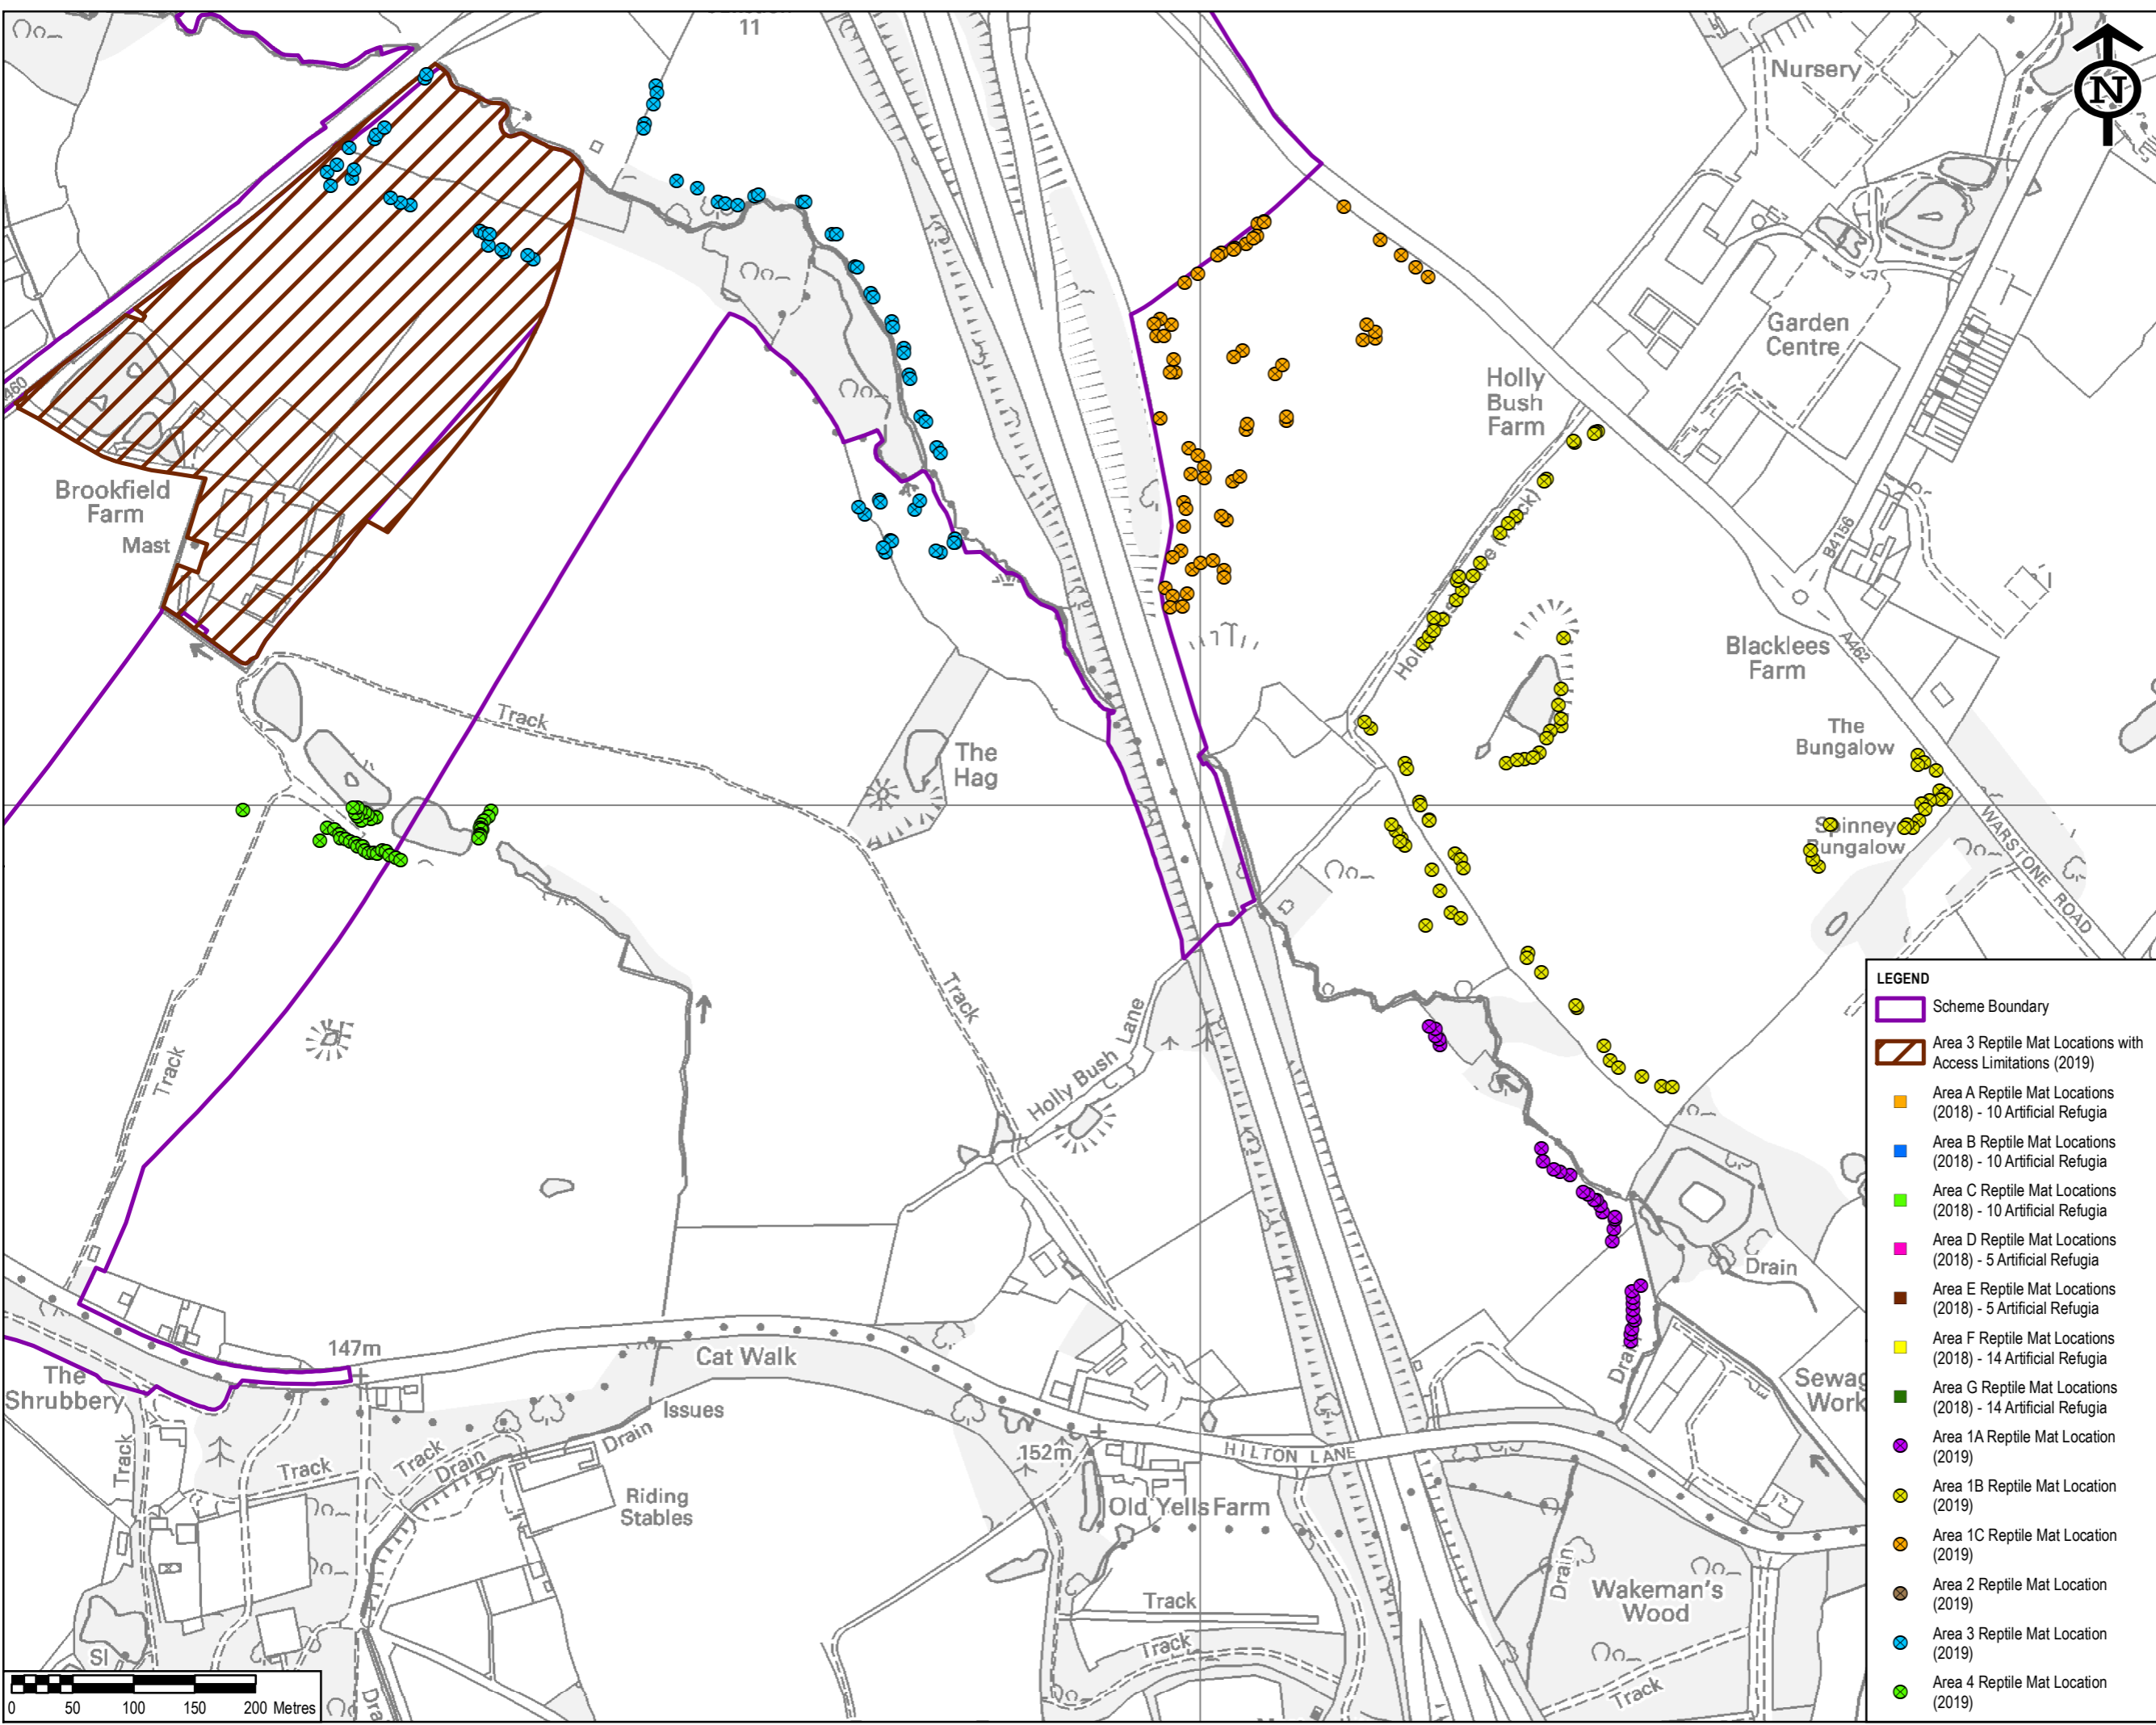 11
N
Nursery
Garden
Centre
Holly
Bush
Farm
460
Brookfield
Farm
Mast
B4156
Blacklees
Farm
A462
Track
The
Hag
The
Bungalow
Spinney
Bungalow
WARSTONE ROAD
Track
Track
Holly Bush Lane
Drain
Drain
147m
The
Shrubbery
Cat Walk
Issues
Drain
Track
Track
Track
Drain
152m
HILTON LANE
Riding
Stables
Old Yells Farm
Track
Track
Drain
Wakeman's
Wood
Track
SI
Sewag
Work
0 50 100 150 200 Metres
LEGEND
Scheme Boundary
Area 3 Reptile Mat Locations with
Access Limitations (2019)
Area A Reptile Mat Locations
(2018) - 10 Artificial Refugia
Area B Reptile Mat Locations
(2018) - 10 Artificial Refugia
Area C Reptile Mat Locations
(2018) - 10 Artificial Refugia
Area D Reptile Mat Locations
(2018) - 5 Artificial Refugia
Area E Reptile Mat Locations
(2018) - 5 Artificial Refugia
Area F Reptile Mat Locations
(2018) - 14 Artificial Refugia
Area G Reptile Mat Locations
(2018) - 14 Artificial Refugia
Area 1A Reptile Mat Location
(2019)
Area 1B Reptile Mat Location
(2019)
Area 1C Reptile Mat Location
(2019)
Area 2 Reptile Mat Location
(2019)
Area 3 Reptile Mat Location
(2019)
Area 4 Reptile Mat Location
(2019)